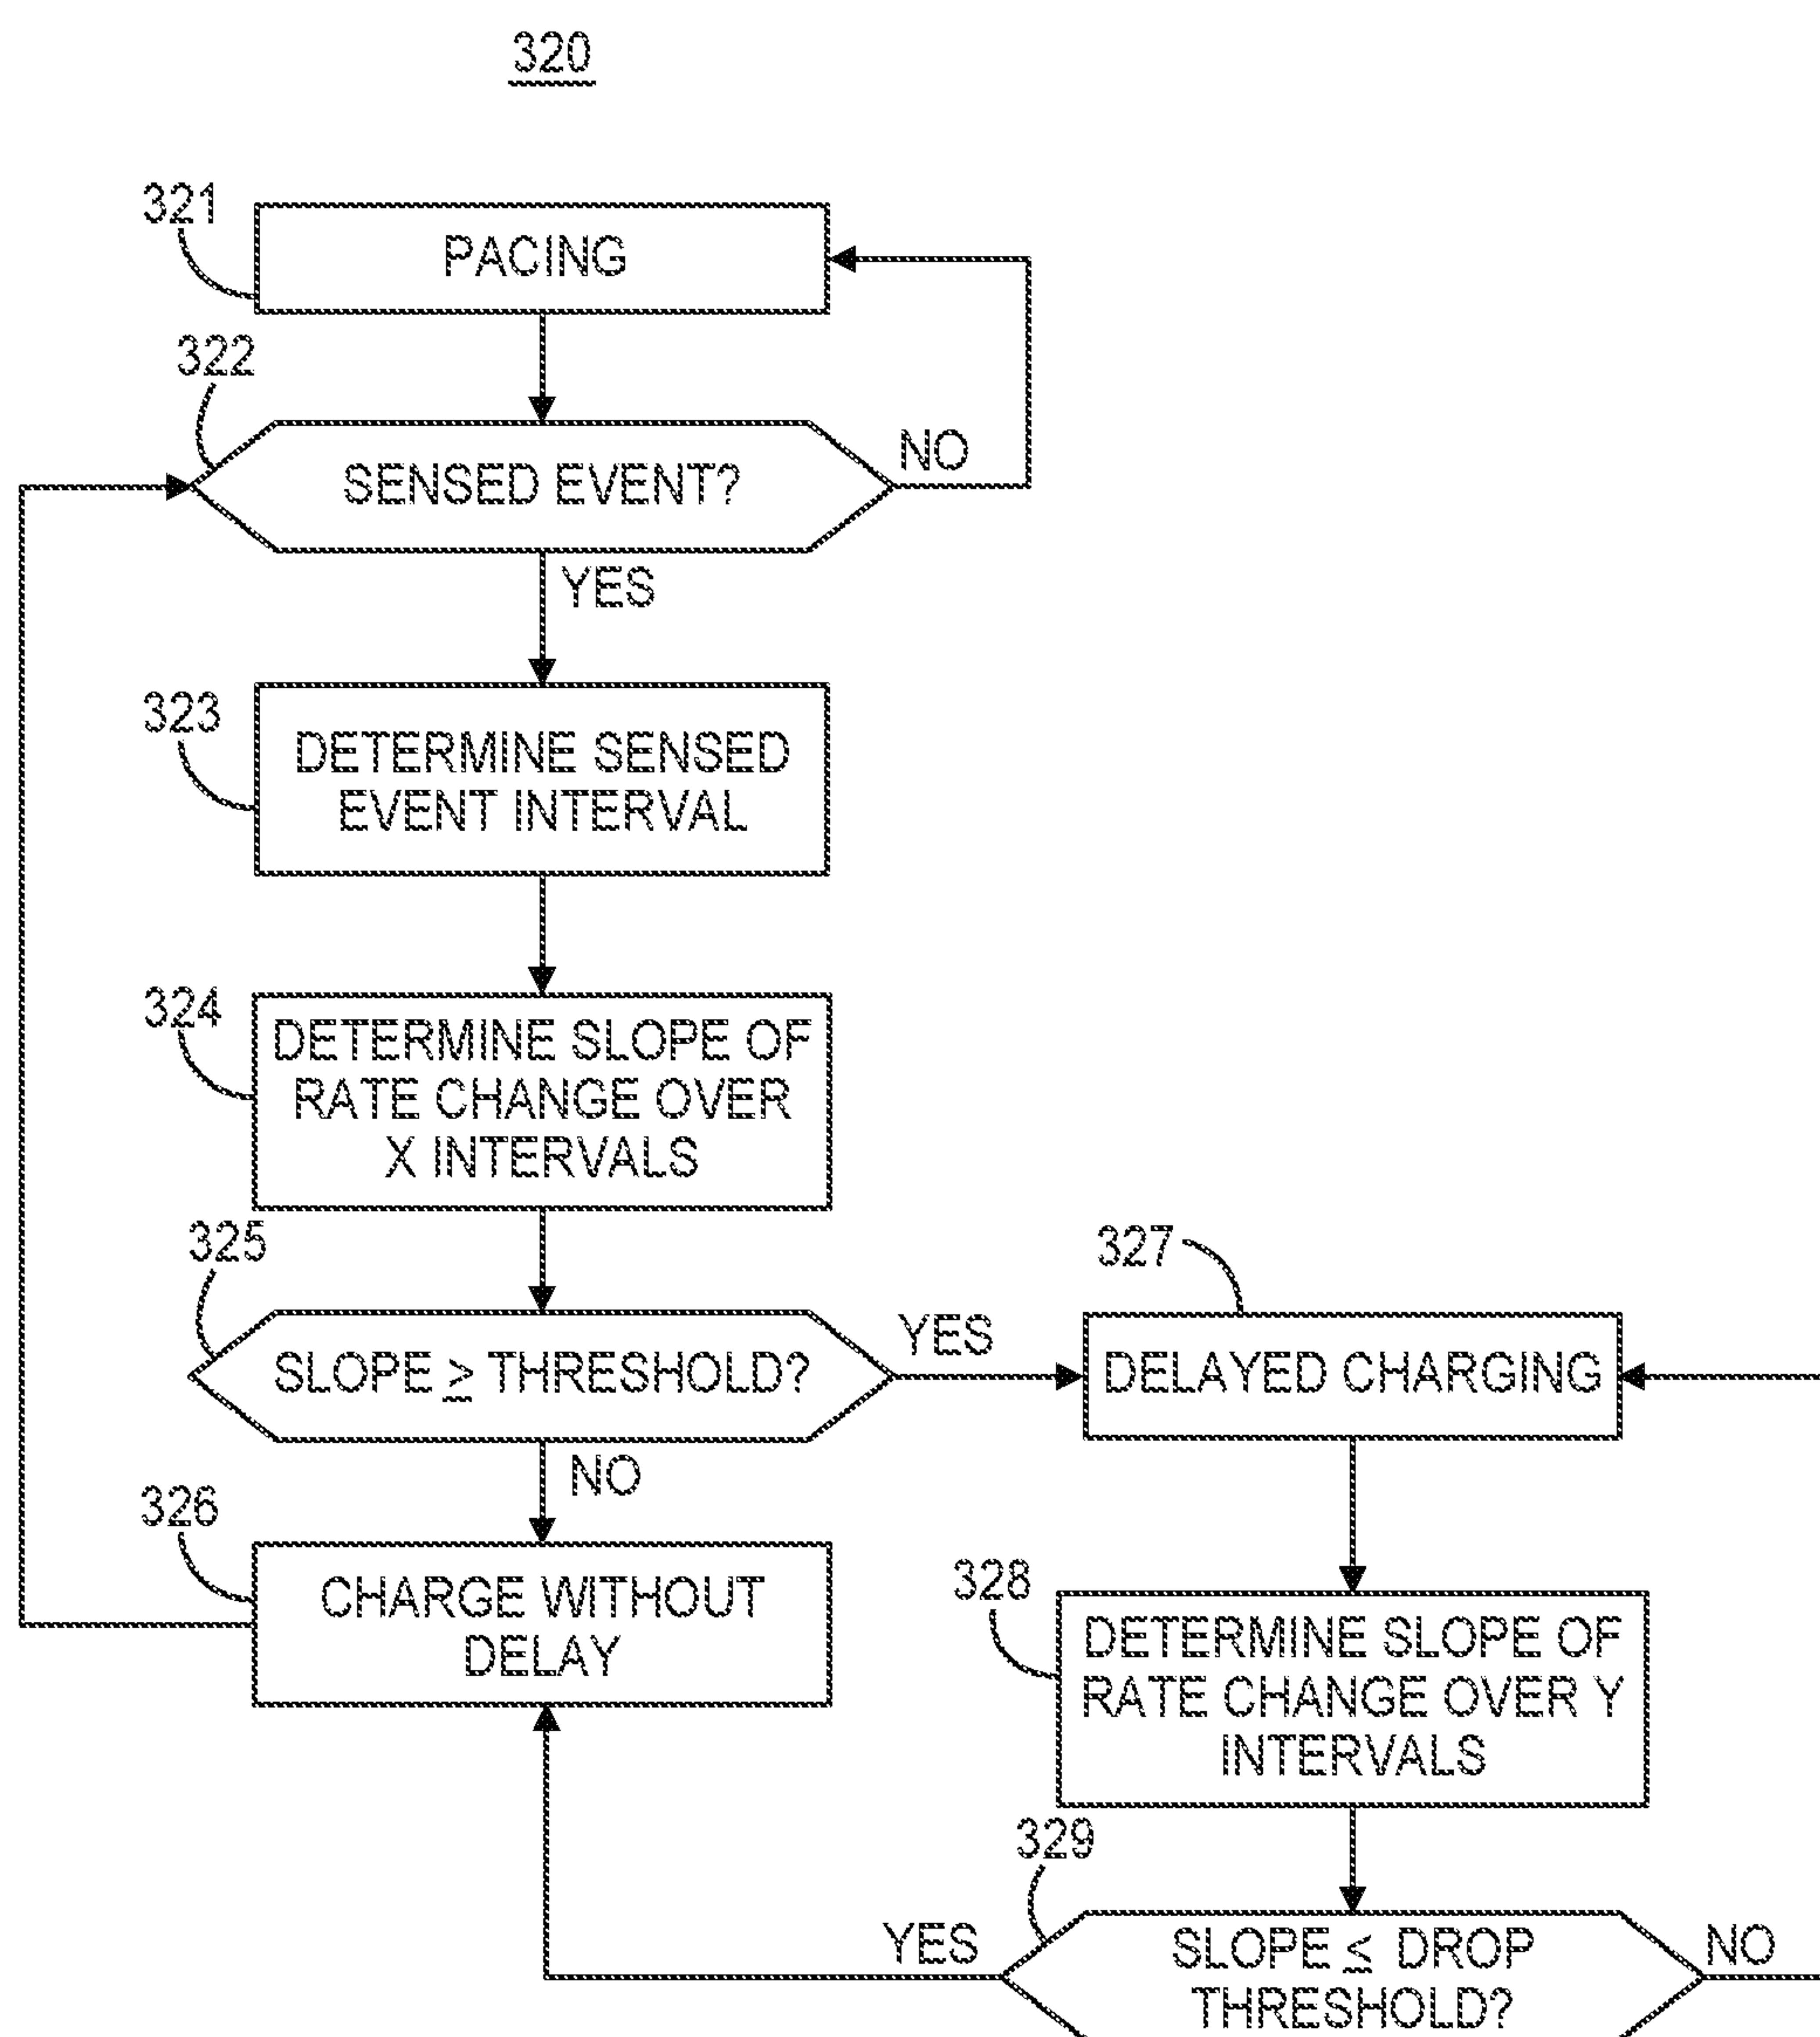 320
321
PACING
322
SENSED EVENT?
NO
YES
323
DETERMINE SENSED
EVENT INTERVAL
324
DETERMINE SLOPE OF
RATE CHANGE OVER
X INTERVALS
325
SLOPE ≥ THRESHOLD?
YES
NO
326
CHARGE WITHOUT
DELAY
327
DELAYED CHARGING
328
DETERMINE SLOPE OF
RATE CHANGE OVER Y
INTERVALS
329
YES
SLOPE ≤ DROP
THRESHOLD?
NO